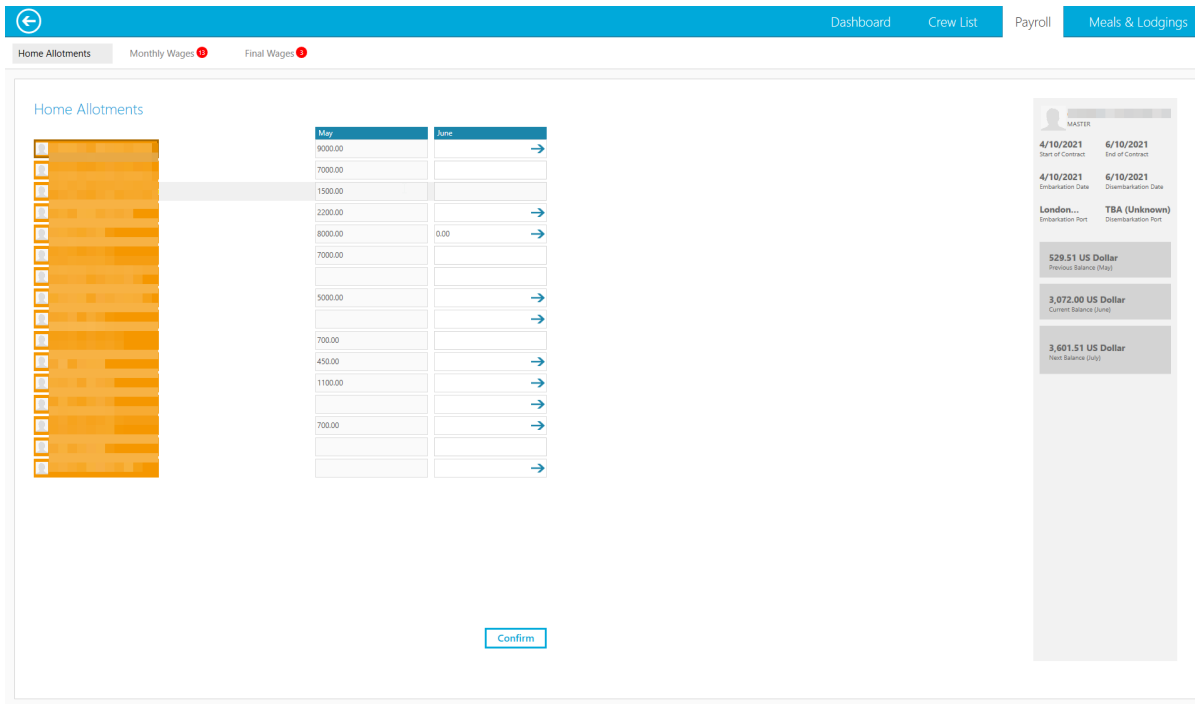 Dashboard Crew List Payroll Meals & Lodgings
Home Allotments Monthly Wages 13 Final Wages 3
Home Allotments
May June
9000.00
7000.00
1500.00
2200.00
8000.00 0.00
7000.00
5000.00
700.00
450.00
1100.00
700.00
Confirm
MASTER
4/10/2021 6/10/2021
Start of Contract End of Contract
4/10/2021 6/10/2021
Embarkation Date Disembarkation Date
London... TBA (Unknown)
Embarkation Port Disembarkation Port
529.51 US Dollar
Previous Balance (May)
3,072.00 US Dollar
Current Balance (June)
3,601.51 US Dollar
Next Balance (July)